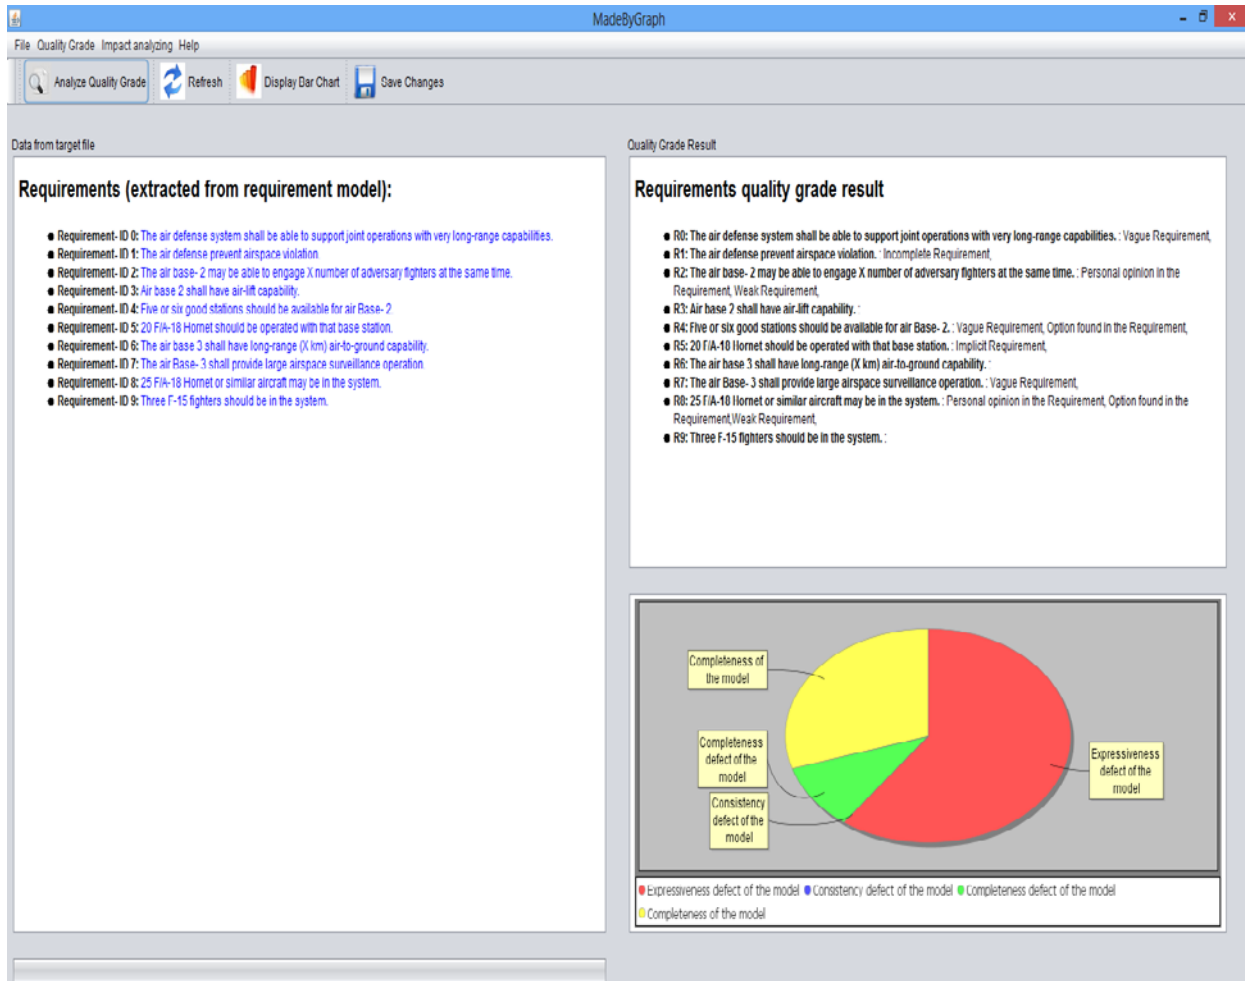 MadeByGraph
File Quality Grade Impact analyzing Help
Analyze Quality Grade Refresh Display Bar Chart Save Changes
Data from target file
Requirements (extracted from requirement model):
Requirement- ID 0: The air defense system shall be able to support joint operations with very long-range capabilities.
Requirement- ID 1: The air defense prevent airspace violation.
Requirement- ID 2: The air base- 2 may be able to engage X number of adversary fighters at the same time.
Requirement- ID 3: Air base 2 shall have air-lift capability.
Requirement- ID 4: Five or six good stations should be available for air Base- 2.
Requirement- ID 5: 20 F/A-18 Hornet should be operated with that base station.
Requirement- ID 6: The air base 3 shall have long-range (X km) air-to-ground capability.
Requirement- ID 7: The air Base- 3 shall provide large airspace surveillance operation.
Requirement- ID 8: 25 F/A-18 Hornet or similar aircraft may be in the system.
Requirement- ID 9: Three F-15 fighters should be in the system.
Quality Grade Result
Requirements quality grade result
R0: The air defense system shall be able to support joint operations with very long-range capabilities. : Vague Requirement,
R1: The air defense prevent airspace violation. : Incomplete Requirement,
R2: The air base- 2 may be able to engage X number of adversary fighters at the same time. : Personal opinion in the
Requirement, Weak Requirement,
R3: Air base 2 shall have air-lift capability. :
R4: Five or six good stations should be available for air Base- 2. : Vague Requirement, Option found in the Requirement,
R5: 20 F/A-18 Hornet should be operated with that base station. : Implicit Requirement,
R6: The air base 3 shall have long-range (X km) air-to-ground capability. :
R7: The air Base- 3 shall provide large airspace surveillance operation. : Vague Requirement,
R8: 25 F/A-18 Hornet or similar aircraft may be in the system. : Personal opinion in the Requirement, Option found in the
Requirement,Weak Requirement,
R9: Three F-15 fighters should be in the system. :
Completeness of
the model
Completeness
defect of the
model
Consistency
defect of the
model
Expressiveness
defect of the
model
Expressiveness defect of the model Consistency defect of the model Completeness defect of the model
Completeness of the model